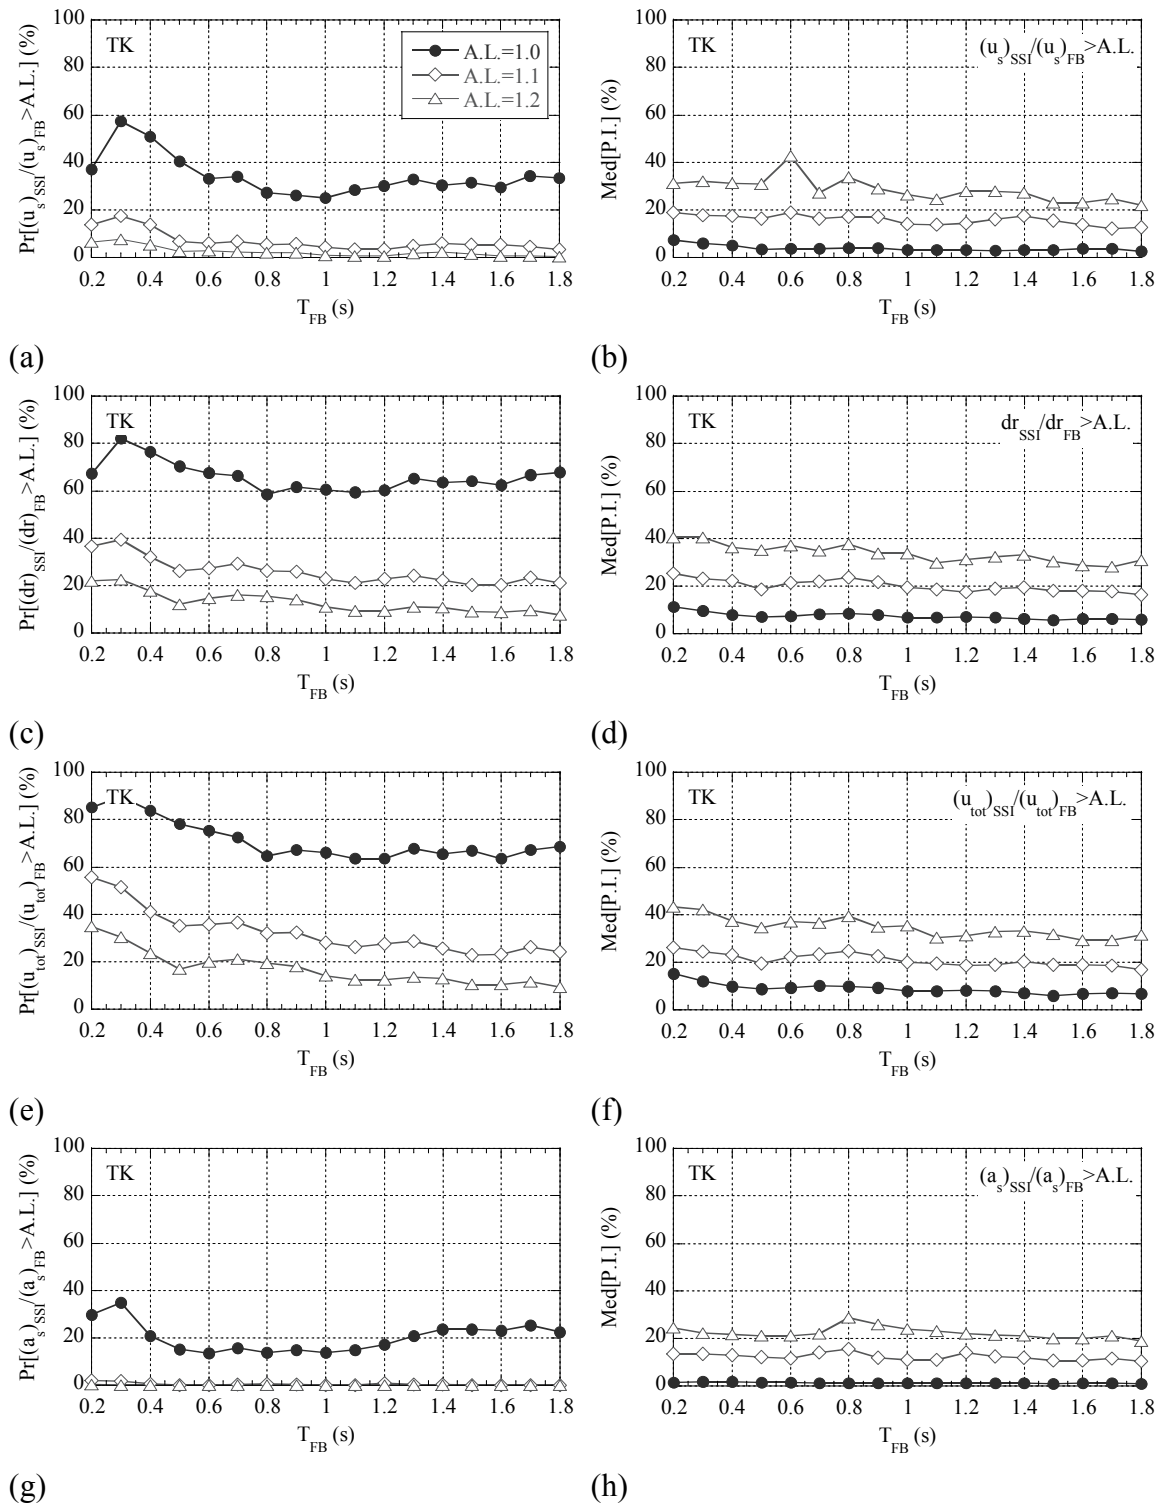 Pr[(u_s)_SSI/(u_s)_FB>A.L.] (%)
100
80
60
40
20
0
TK
A.L.=1.0
A.L.=1.1
A.L.=1.2
0.2 0.4 0.6 0.8 1 1.2 1.4 1.6 1.8
T_FB (s)
(a)
Med[P.I.] (%)
100
80
60
40
20
0
TK
(u_s)_SSI/(u_s)_FB>A.L.
0.2 0.4 0.6 0.8 1 1.2 1.4 1.6 1.8
T_FB (s)
(b)
Pr[(dr)_SSI/(dr)_FB>A.L.] (%)
100
80
60
40
20
0
TK
0.2 0.4 0.6 0.8 1 1.2 1.4 1.6 1.8
T_FB (s)
(c)
Med[P.I.] (%)
100
80
60
40
20
0
TK
dr_SSI/dr_FB>A.L.
0.2 0.4 0.6 0.8 1 1.2 1.4 1.6 1.8
T_FB (s)
(d)
Pr[(u_tot)_SSI/(u_tot)_FB>A.L.] (%)
100
80
60
40
20
0
TK
0.2 0.4 0.6 0.8 1 1.2 1.4 1.6 1.8
T_FB (s)
(e)
Med[P.I.] (%)
100
80
60
40
20
0
TK
(u_tot)_SSI/(u_tot)_FB>A.L.
0.2 0.4 0.6 0.8 1 1.2 1.4 1.6 1.8
T_FB (s)
(f)
Pr[(a_s)_SSI/(a_s)_FB>A.L.] (%)
100
80
60
40
20
0
TK
0.2 0.4 0.6 0.8 1 1.2 1.4 1.6 1.8
T_FB (s)
(g)
Med[P.I.] (%)
100
80
60
40
20
0
TK
(a_s)_SSI/(a_s)_FB>A.L.
0.2 0.4 0.6 0.8 1 1.2 1.4 1.6 1.8
T_FB (s)
(h)